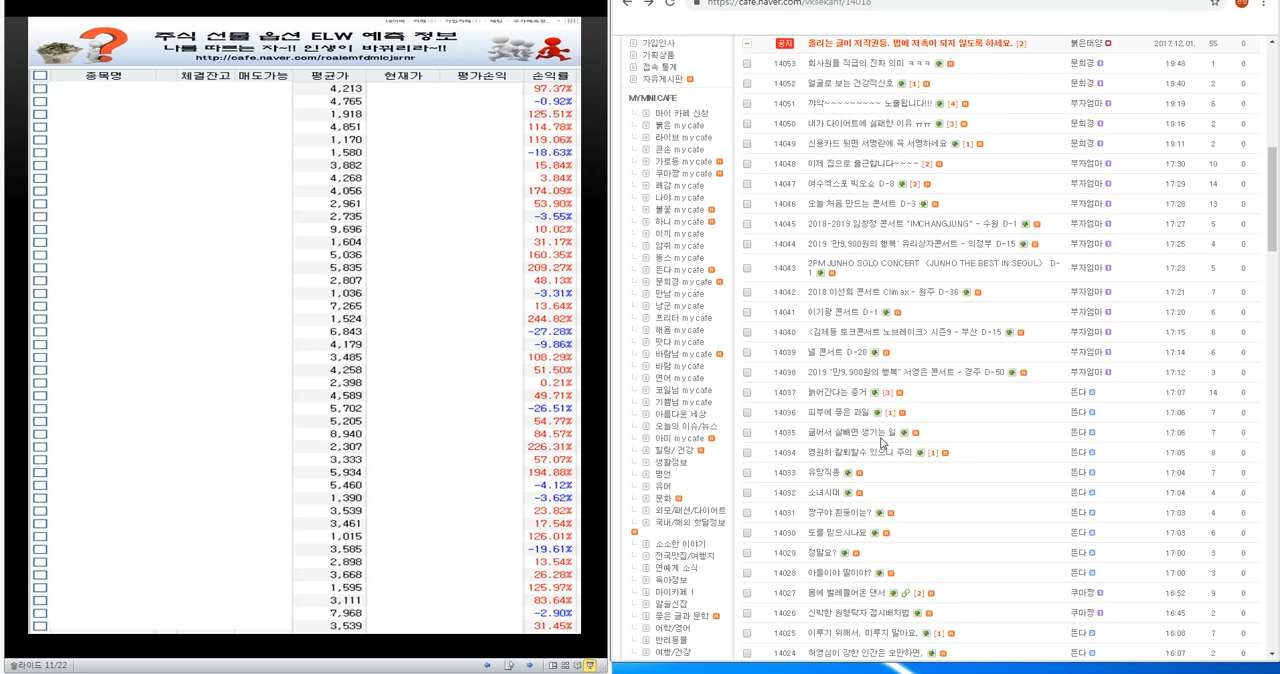 주식 선물 옵션 ELW 예측 정보
나를 따르는 자~!! 인생이 바뀌리라~!!
http://cafe.naver.com/roalemfdmlcjsrnr
종목명 체결잔고 매도가능 평균가 현재가 평가손익 손익률
4,213 97.37%
4,765 -0.92%
1,918 125.51%
4,851 114.78%
1,170 119.06%
1,580 -18.63%
3,882 15.84%
4,268 3.84%
4,056 174.09%
2,961 53.90%
2,735 -3.55%
9,696 10.02%
1,604 31.17%
5,036 160.35%
5,835 209.27%
2,807 48.13%
1,036 -3.31%
7,265 13.64%
1,524 244.82%
6,843 -27.28%
4,179 -9.86%
3,485 108.29%
4,258 51.50%
2,398 0.21%
4,589 49.71%
5,702 -26.51%
5,205 54.77%
8,940 84.57%
2,307 226.31%
3,333 57.07%
5,934 194.88%
5,460 -4.12%
1,390 -3.62%
3,539 23.82%
3,461 17.54%
1,015 126.01%
3,585 -19.61%
2,898 13.54%
3,668 26.28%
1,595 125.97%
3,111 83.64%
7,968 -2.90%
3,539 31.45%
슬라이드 11/22
https://cafe.naver.com/vksekanf/14018
가입인사
기획상품
접속 통계
자유게시판
MY MINI CAFE
마이 카페 신청
붉은 my cafe
라이브 my cafe
큰손 my cafe
가로등 my cafe
쿠마짱 my cafe
쾌감 my cafe
나야 my cafe
불꽃 my cafe
하니 my cafe
이끼 my cafe
암쥐 my cafe
뚱스 my cafe
뜬다 my cafe
문희경 my cafe
만남 my cafe
낭군 my cafe
프리터 my cafe
해옴 my cafe
떳다 my cafe
바람님 my cafe
바람 my cafe
연어 my cafe
코일님 my cafe
기쁨님 my cafe
아름다운 세상
오늘의 이슈/뉴스
아미 my cafe
힐링/ 건강
생활정보
명언
유머
문화
외모/패션/다이어트
국내/해외 핫딜정보
소소한 이야기
전국맛집/여행지
연예계 소식
육아정보
마이카페 1
알쓸신잡
좋은 글과 문학
어학/영어
반려동물
여행/건강
공지 올리는 글이 저작권등. 법에 저촉이 되지 않도록 하세요. [2] 붉은태양 2017.12.01. 55 0
14053 회사원들 직급의 진짜 의미 ㅋㅋㅋ 문희경 19:48 1 0
14052 얼굴로 보는 건강적신호 [1] 문희경 19:40 2 0
14051 꺄악~~~~~~~~~ 노출됩니다!!! [4] 부자엄마 19:19 6 0
14050 내가 다이어트에 실패한 이유 ㅠㅠ [3] 문희경 19:16 2 0
14049 신용카드 뒷면 서명란에 꼭 서명하세요 [1] 문희경 19:11 2 0
14048 이제 집으로 출근합니다~~~~ [2] 부자엄마 17:30 10 0
14047 여수엑스포 빅오쇼 D-8 [2] 부자엄마 17:29 14 0
14046 오늘 처음 만드는 콘서트 D-3 부자엄마 17:28 13 0
14045 2018-2019 임창정 콘서트 "IMCHANGJUNG" - 수원 D-1 부자엄마 17:27 5 0
14044 2019 '만9,900원의 행복' 유리상자콘서트 - 의정부 D-15 부자엄마 17:25 4 0
14043 2PM JUNHO SOLO CONCERT 〈JUNHO THE BEST IN SEOUL〉 D-1 부자엄마 17:23 5 0
14042 2018 이선희 콘서트 Climax - 원주 D-36 부자엄마 17:21 7 0
14041 이기광 콘서트 D-1 부자엄마 17:20 6 0
14040 <김제동 토크콘서트 노브레이크> 시즌9 - 부산 D-15 부자엄마 17:15 6 0
14039 넬 콘서트 D-28 부자엄마 17:14 6 0
14038 2019 "만9,900원의 행복" 서영은 콘서트 - 경주 D-50 부자엄마 17:12 3 0
14037 늙어간다는 증거 [3] 뜬다 17:07 14 0
14036 피부에 좋은 과일 [1] 뜬다 17:06 7 0
14035 굶어서 살빼면 생기는 일 뜬다 17:06 7 0
14034 영원히 칼퇴할수 있으니 주의 [1] 뜬다 17:05 8 0
14033 유망직종 뜬다 17:04 7 0
14032 소녀시대 뜬다 17:04 4 0
14031 짱구야 흰둥이는? 뜬다 17:03 4 0
14030 도를 믿으시나요 뜬다 17:03 6 0
14029 정말요? 뜬다 17:00 3 0
14028 아들이야 딸이야? 뜬다 17:00 3 0
14027 몸에 벌레들어온 댄서 [2] 쿠마짱 16:52 9 0
14026 신박한 원형탁자 접시배치법 쿠마짱 16:45 2 0
14025 이루기 위해서, 미루지 말아요, [1] 뜬다 16:08 7 0
14024 허영심이 강한 인간은 오만하면, 뜬다 16:07 2 0